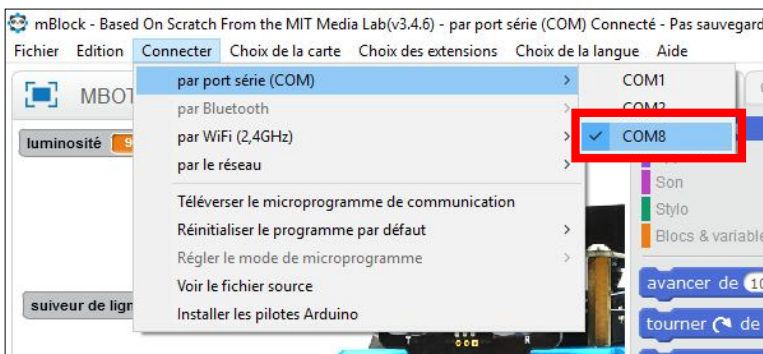 mBlock - Based On Scratch From the MIT Media Lab(v3.4.6) - par port série (COM) Connecté - Pas sauvegard
Fichier Edition Connecter Choix de la carte Choix des extensions Choix de la langue Aide
MBOT
par port série (COM) >
COM1
par Bluetooth >
COM2
luminosité 9
par WiFi (2,4GHz) >
✓ COM8
par le réseau >
Son
Téléverser le microprogramme de communication
Stylo
Réinitialiser le programme par défaut >
Blocs & variable
Régler le mode de microprogramme >
Voir le fichier source
avancer de 10
suiveur de lign
Installer les pilotes Arduino
tourner de